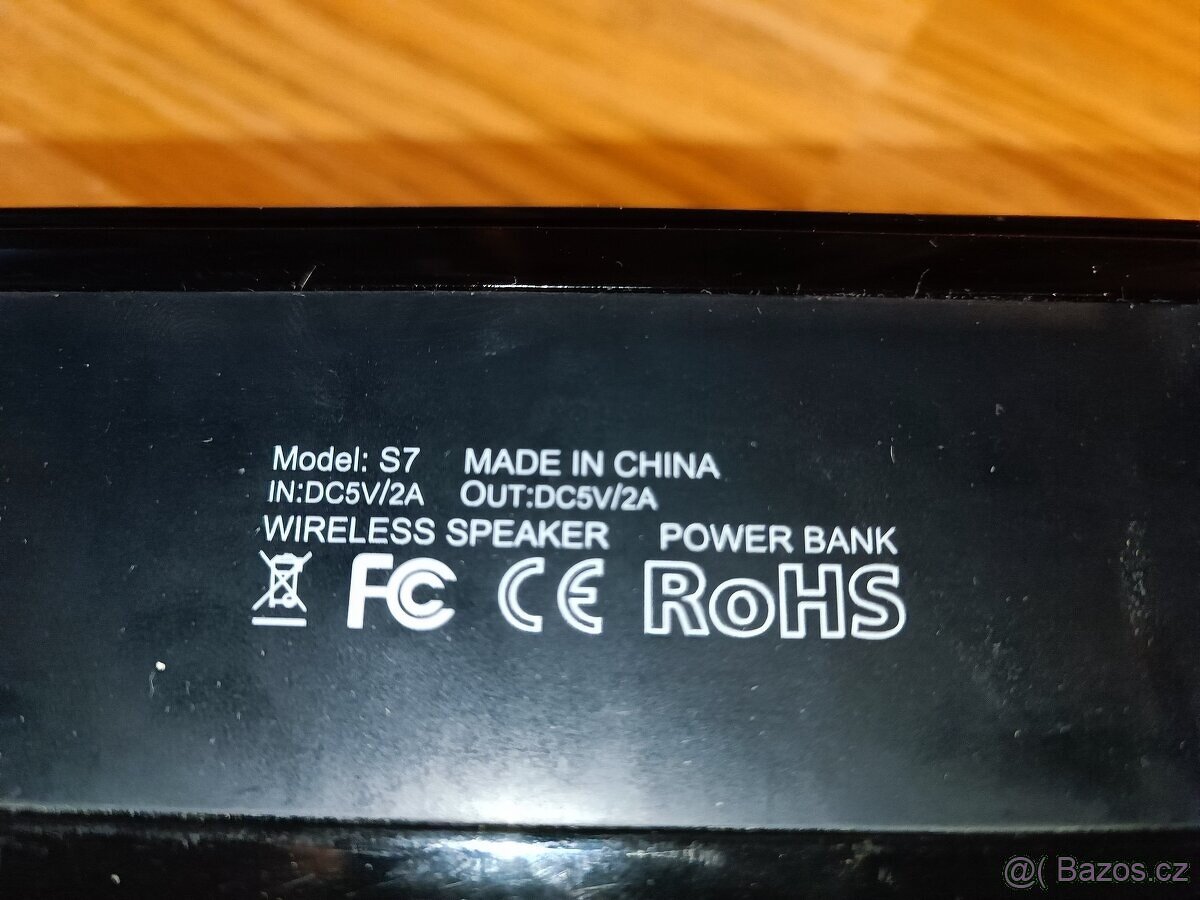 Model: S7 MADE IN CHINA
IN:DC5V/2A OUT:DC5V/2A
WIRELESS SPEAKER POWER BANK
FC CE RoHS
@( Bazos.cz